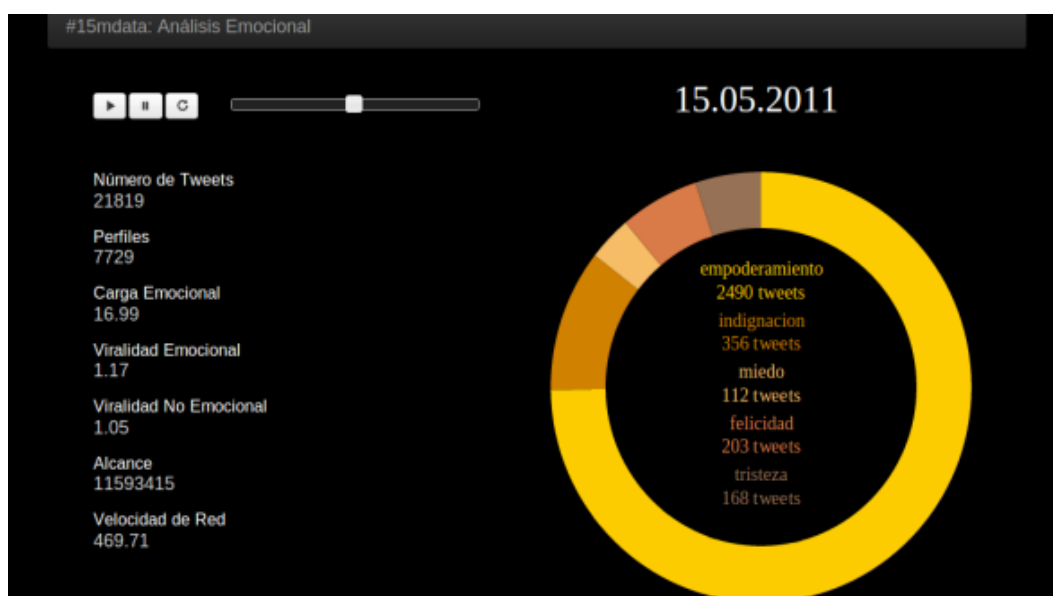 #15mdata: Análisis Emocional
15.05.2011
Número de Tweets
21819
Perfiles
7729
Carga Emocional
16.99
Viralidad Emocional
1.17
Viralidad No Emocional
1.05
Alcance
11593415
Velocidad de Red
469.71
empoderamiento
2490 tweets
indignacion
356 tweets
miedo
112 tweets
felicidad
203 tweets
tristeza
168 tweets